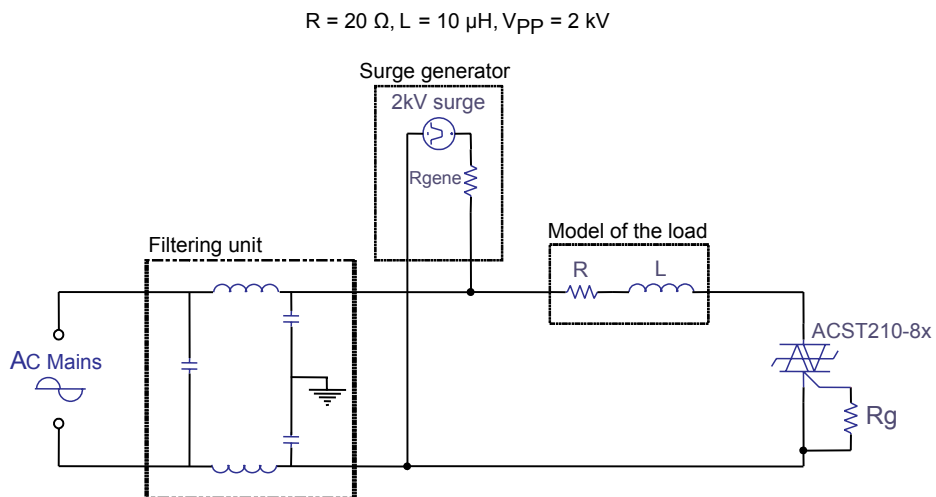 R = 20 Ω, L = 10 µH, VPP = 2 kV
Surge generator
2kV surge
Rgene
Filtering unit
Model of the load
R
L
AC Mains
ACST210-8x
Rg